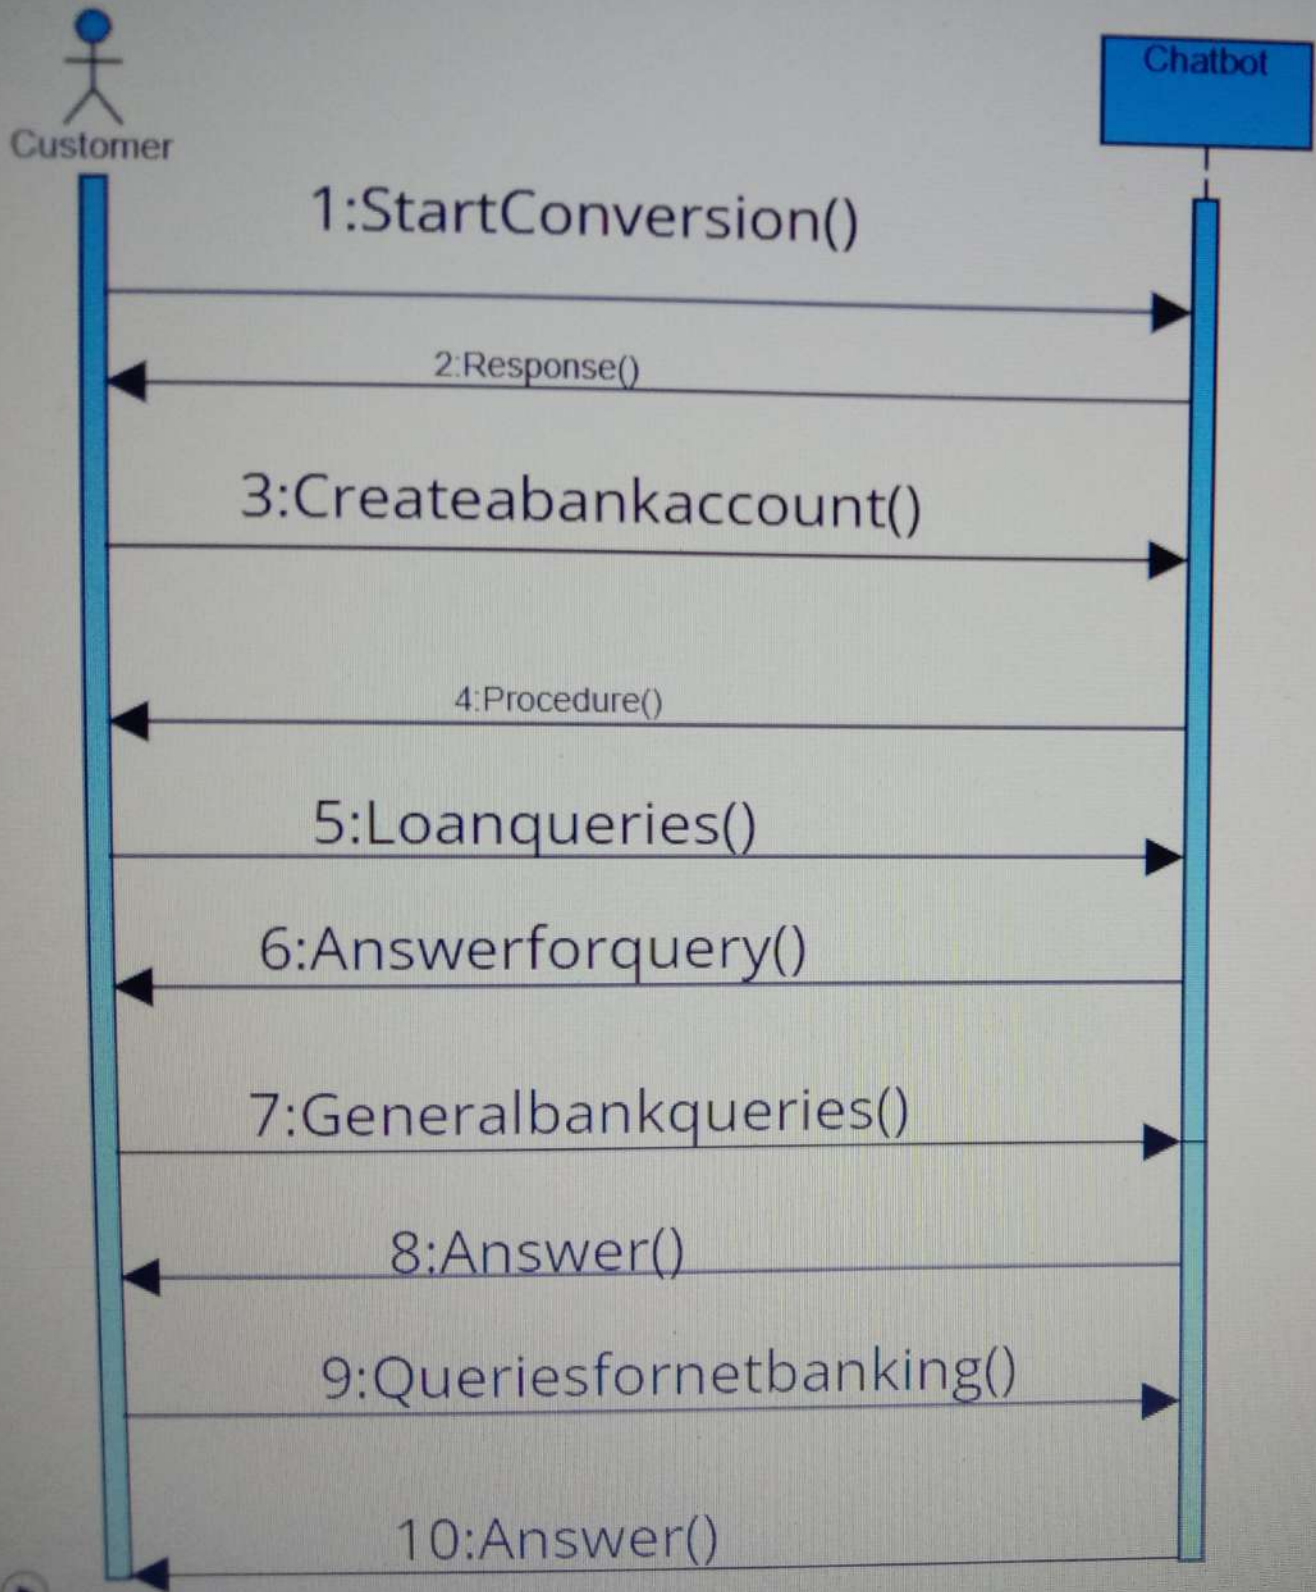 Customer
Chatbot
1:StartConversion()
2:Response()
3:Createabankaccount()
4:Procedure()
5:Loanqueries()
6:Answerforquery()
7:Generalbankqueries()
8:Answer()
9:Queriesfornetbanking()
10:Answer()